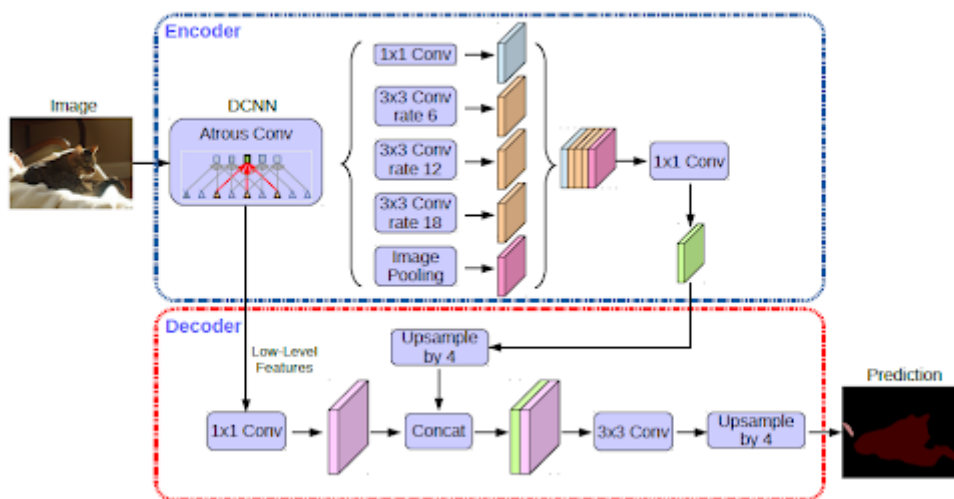 Encoder
Image
DCNN
Atrous Conv
1x1 Conv
3x3 Conv
rate 6
3x3 Conv
rate 12
3x3 Conv
rate 18
Image
Pooling
1x1 Conv
Decoder
Low-Level
Features
Upsample
by 4
1x1 Conv
Concat
3x3 Conv
Upsample
by 4
Prediction